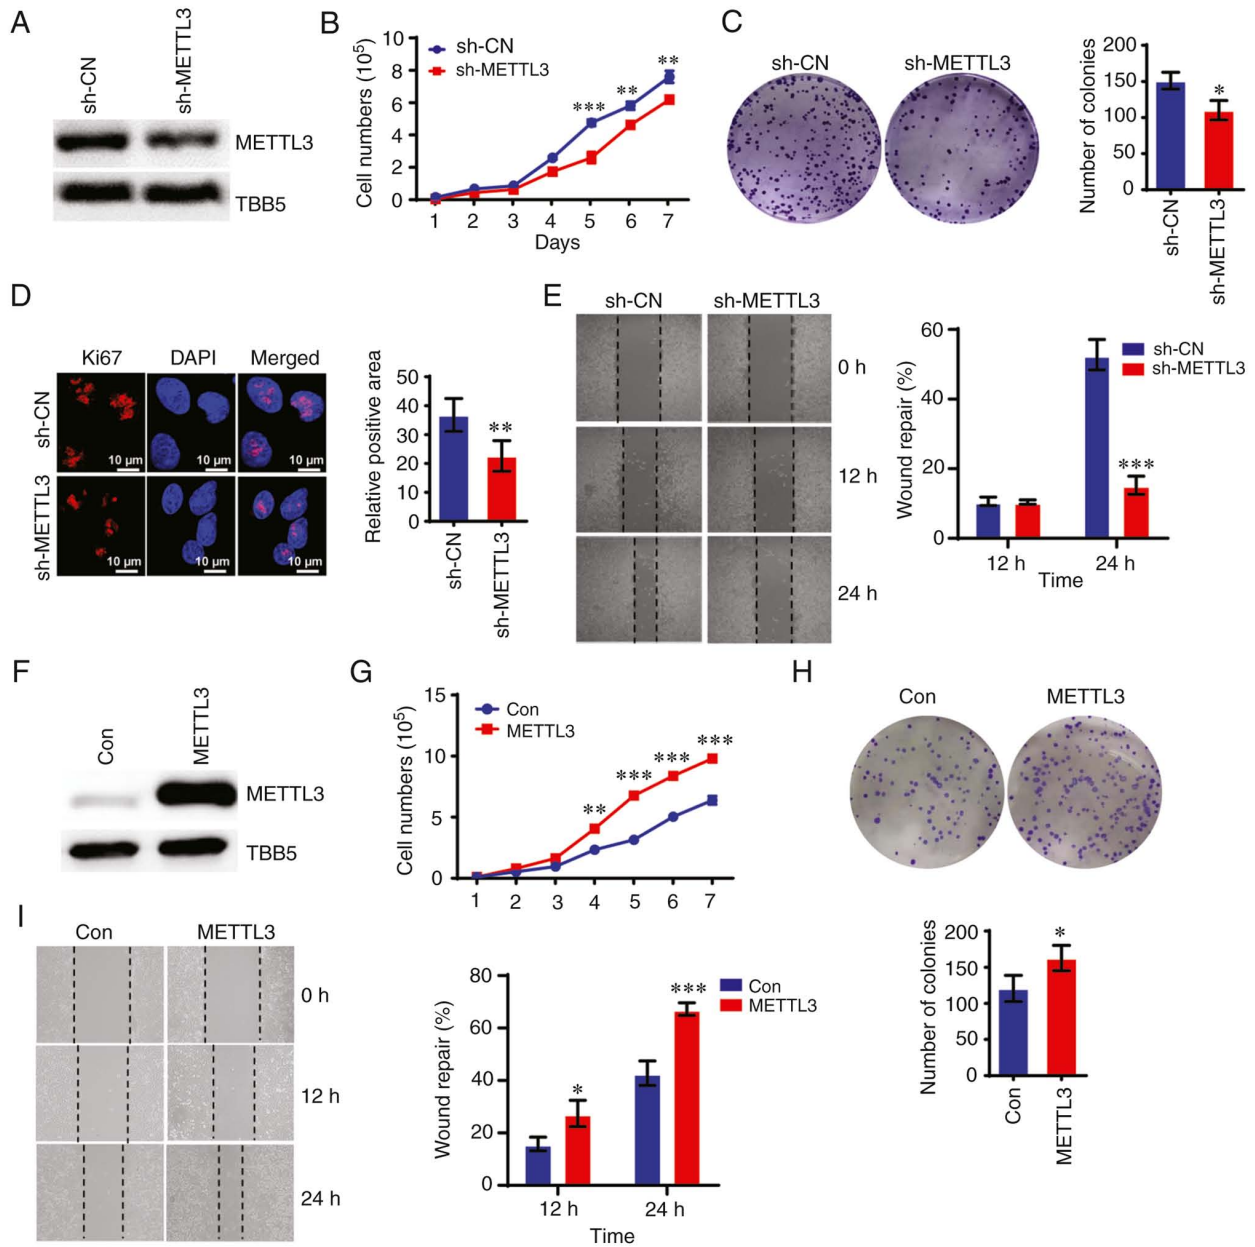 A
sh-CN
sh-METTL3
METTL3
TBB5
B
Cell numbers (10⁵)
10
8
6
4
2
0
sh-CN
sh-METTL3
***
**
**
1 2 3 4 5 6 7
Days
C
sh-CN
sh-METTL3
Number of colonies
200
150
100
50
0
*
sh-CN
sh-METTL3
D
Ki67
DAPI
Merged
sh-CN
10 µm
10 µm
10 µm
sh-METTL3
10 µm
10 µm
10 µm
Relative positive area
50
40
30
20
10
0
**
sh-CN
sh-METTL3
E
sh-CN
sh-METTL3
0 h
12 h
24 h
Wound repair (%)
60
40
20
0
sh-CN
sh-METTL3
***
12 h
24 h
Time
F
Con
METTL3
METTL3
TBB5
G
Cell numbers (10⁵)
15
10
5
0
Con
METTL3
**
***
***
***
1 2 3 4 5 6 7
H
Con
METTL3
Number of colonies
200
150
100
50
0
*
Con
METTL3
I
Con
METTL3
0 h
12 h
24 h
Wound repair (%)
80
60
40
20
0
Con
METTL3
*
***
12 h
24 h
Time